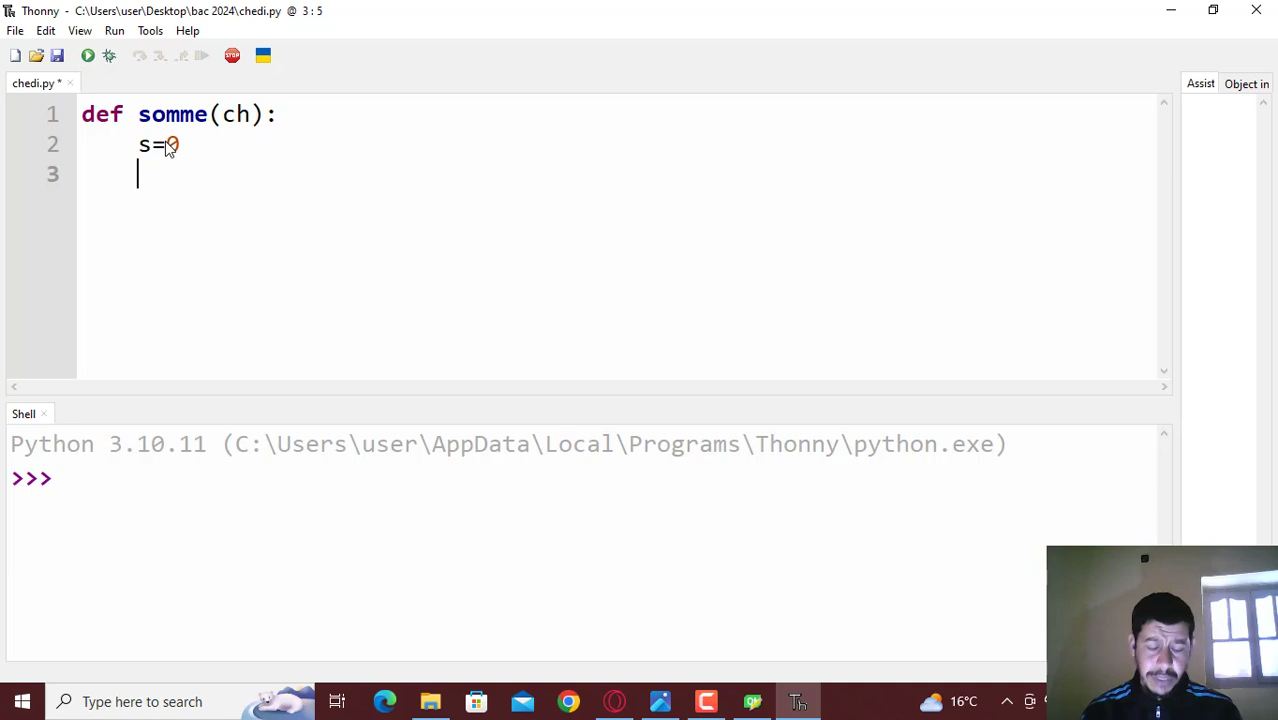 Thonny - C:\Users\user\Desktop\bac 2024\chedi.py @ 3 : 5
File Edit View Run Tools Help
chedi.py *
Assist
Object in
1 def somme(ch):
2 s=0
3
Shell
Python 3.10.11 (C:\Users\user\AppData\Local\Programs\Thonny\python.exe)
>>>
Type here to search
16°C